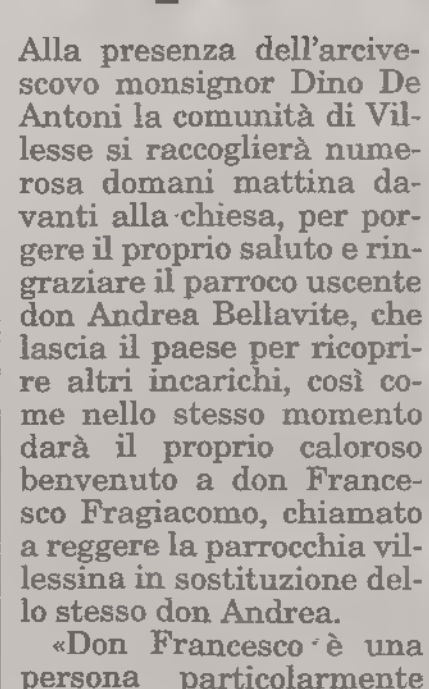 Alla presenza dell'arcive-
scovo monsignor Dino De
Antoni la comunità di Vil-
lesse si raccoglierà nume-
rosa domani mattina da-
vanti alla chiesa, per por-
gere il proprio saluto e rin-
graziare il parroco uscente
don Andrea Bellavite, che
lascia il paese per ricopri-
re altri incarichi, così co-
me nello stesso momento
darà il proprio caloroso
benvenuto a don France-
sco Fragiacomo, chiamato
a reggere la parrocchia vil-
lessina in sostituzione del-
lo stesso don Andrea.
«Don Francesco è una
persona particolarmente